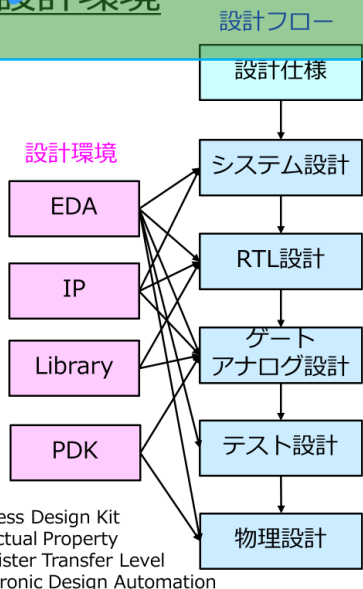 設計環境
設計フロー
設計仕様
設計環境
システム設計
EDA
RTL設計
IP
ゲート
アナログ設計
Library
テスト設計
PDK
物理設計
ess Design Kit
ctual Property
ister Transfer Level
tronic Design Automation